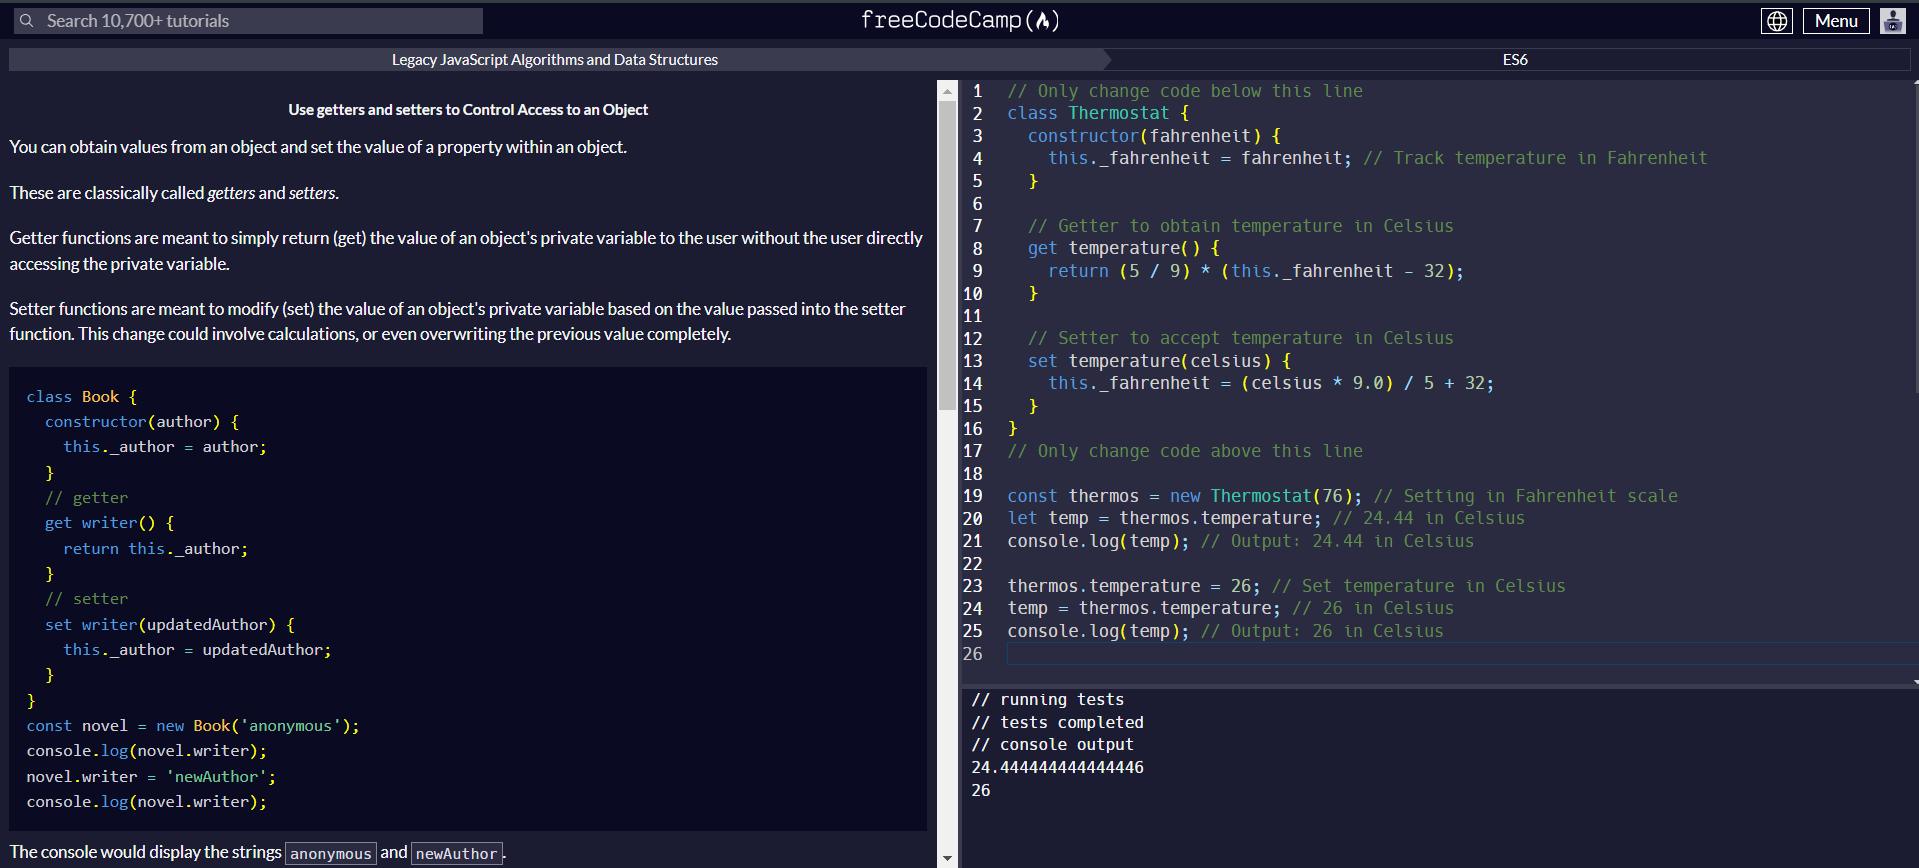 Search 10,700+ tutorials
freeCodeCamp
Menu
Legacy JavaScript Algorithms and Data Structures
ES6
Use getters and setters to Control Access to an Object
You can obtain values from an object and set the value of a property within an object.
These are classically called getters and setters.
Getter functions are meant to simply return (get) the value of an object's private variable to the user without the user directly
accessing the private variable.
Setter functions are meant to modify (set) the value of an object's private variable based on the value passed into the setter
function. This change could involve calculations, or even overwriting the previous value completely.
class Book {
  constructor(author) {
    this._author = author;
  }
  // getter
  get writer() {
    return this._author;
  }
  // setter
  set writer(updatedAuthor) {
    this._author = updatedAuthor;
  }
}
const novel = new Book('anonymous');
console.log(novel.writer);
novel.writer = 'newAuthor';
console.log(novel.writer);
The console would display the strings anonymous and newAuthor.
1 // Only change code below this line
2 class Thermostat {
3   constructor(fahrenheit) {
4     this._fahrenheit = fahrenheit; // Track temperature in Fahrenheit
5   }
6
7   // Getter to obtain temperature in Celsius
8   get temperature() {
9     return (5 / 9) * (this._fahrenheit - 32);
10   }
11
12   // Setter to accept temperature in Celsius
13   set temperature(celsius) {
14     this._fahrenheit = (celsius * 9.0) / 5 + 32;
15   }
16 }
17 // Only change code above this line
18
19 const thermos = new Thermostat(76); // Setting in Fahrenheit scale
20 let temp = thermos.temperature; // 24.44 in Celsius
21 console.log(temp); // Output: 24.44 in Celsius
22
23 thermos.temperature = 26; // Set temperature in Celsius
24 temp = thermos.temperature; // 26 in Celsius
25 console.log(temp); // Output: 26 in Celsius
26
// running tests
// tests completed
// console output
24.444444444444446
26